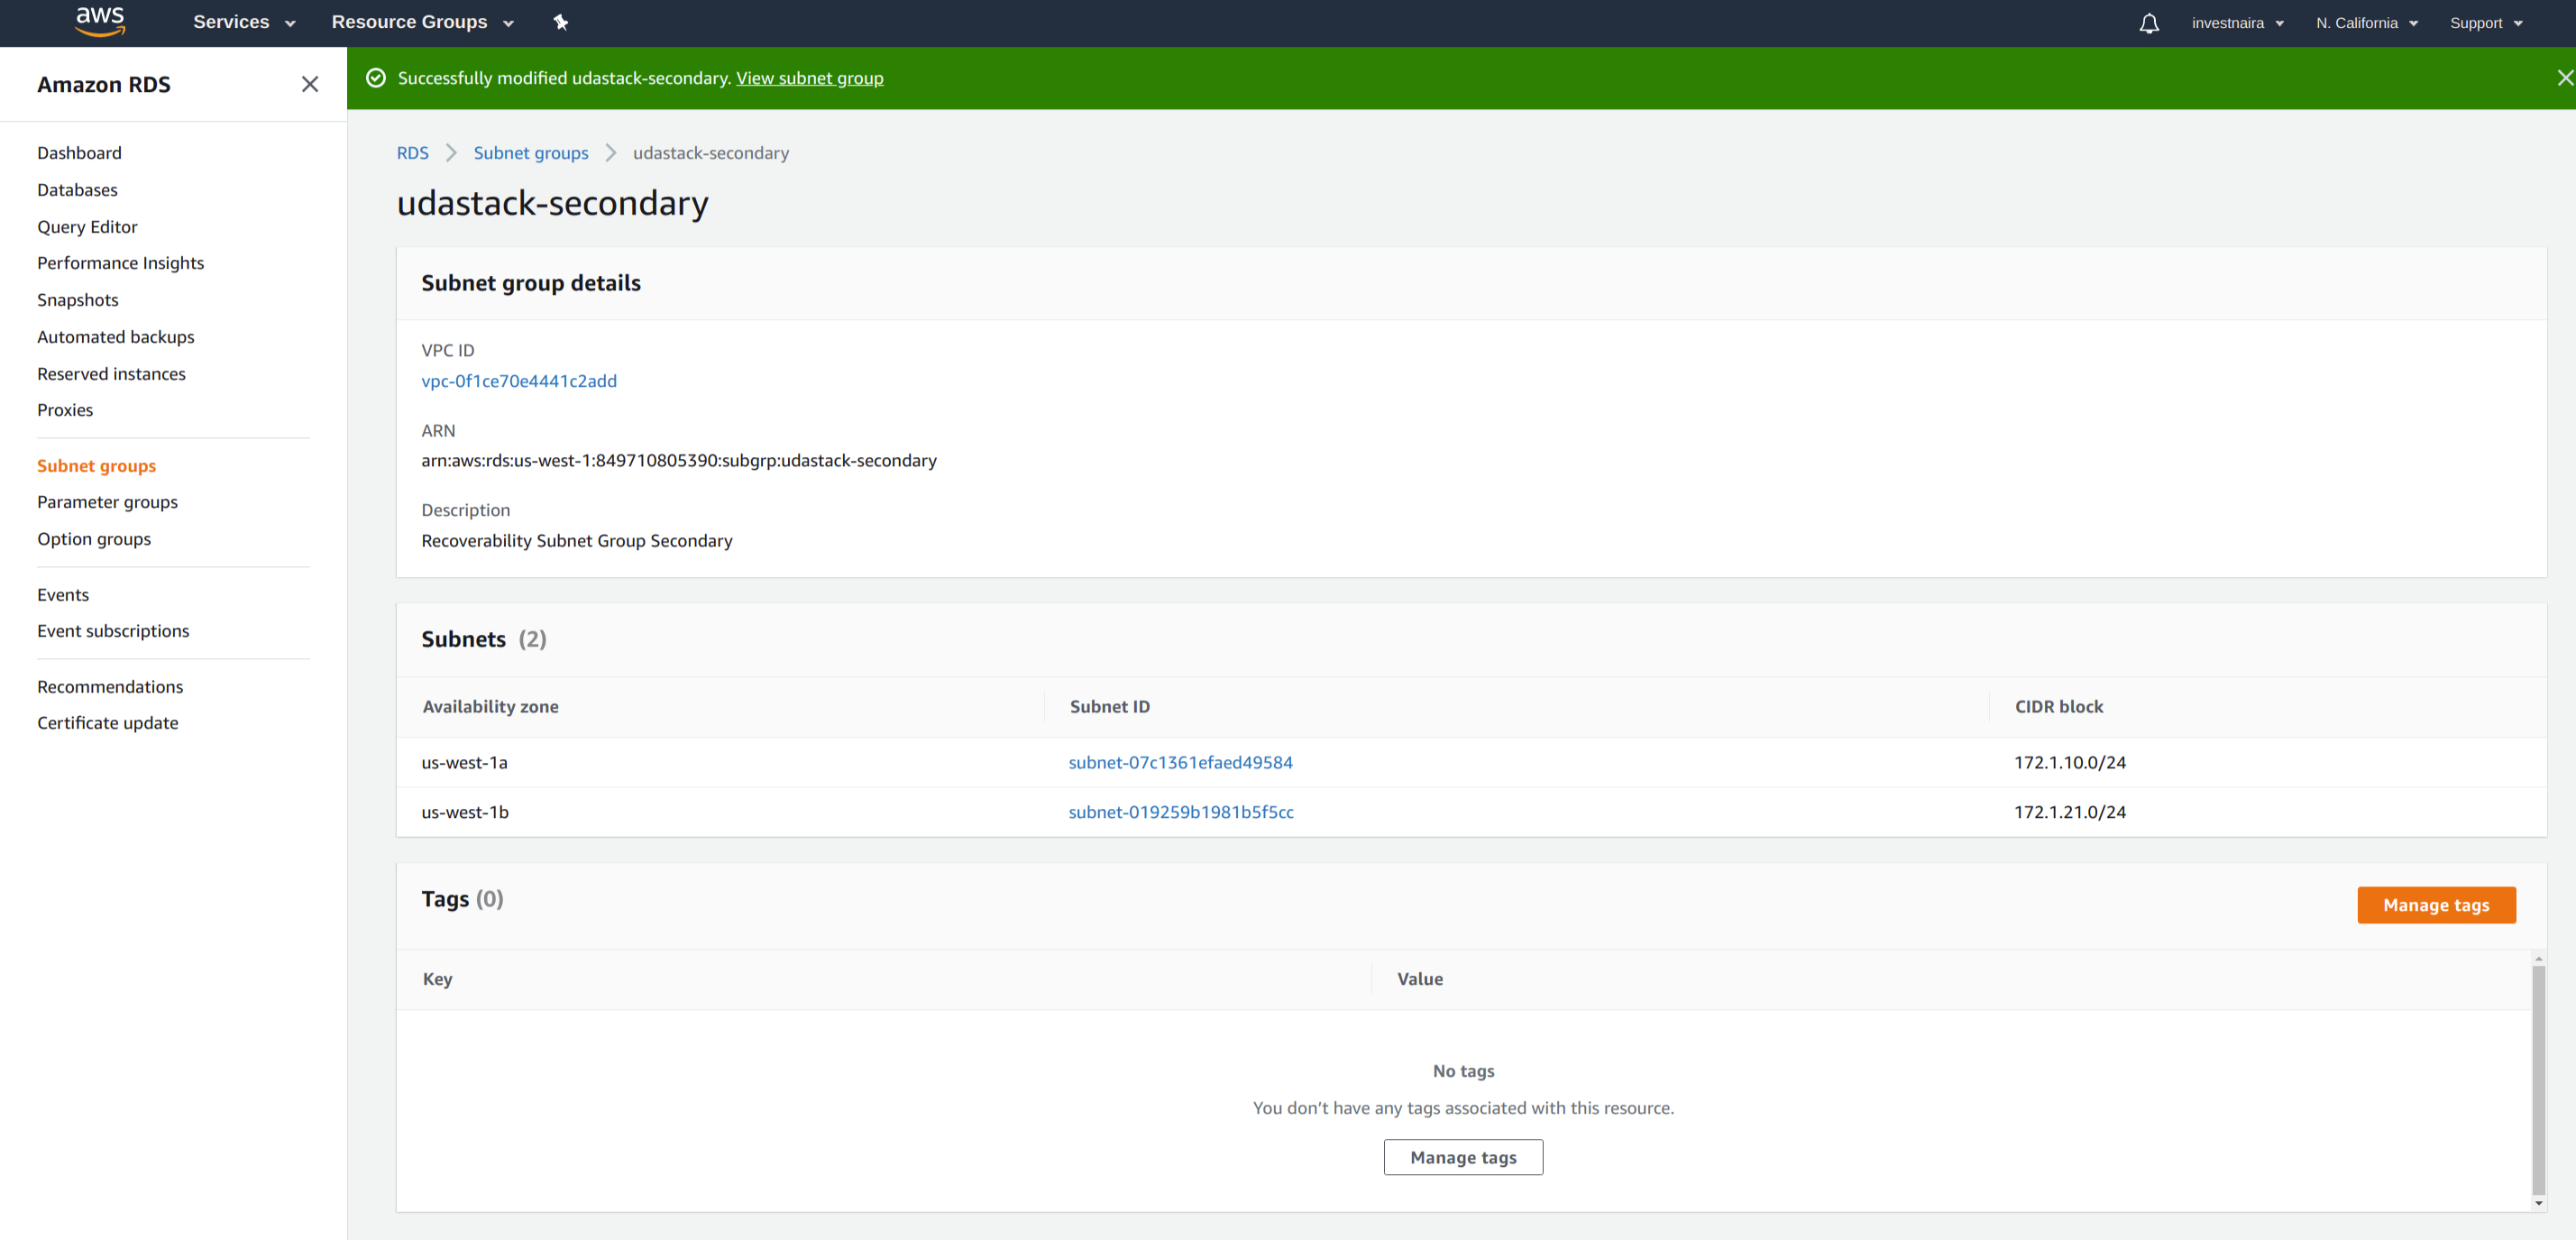 aws Services Resource Groups investnaira N. California Support
Amazon RDS
Successfully modified udastack-secondary. View subnet group
Dashboard
Databases
Query Editor
Performance Insights
Snapshots
Automated backups
Reserved instances
Proxies
Subnet groups
Parameter groups
Option groups
Events
Event subscriptions
Recommendations
Certificate update
RDS Subnet groups udastack-secondary
udastack-secondary
Subnet group details
VPC ID
vpc-0f1ce70e4441c2add
ARN
arn:aws:rds:us-west-1:849710805390:subgrp:udastack-secondary
Description
Recoverability Subnet Group Secondary
Subnets (2)
Availability zone Subnet ID CIDR block
us-west-1a subnet-07c1361efaed49584 172.1.10.0/24
us-west-1b subnet-019259b1981b5f5cc 172.1.21.0/24
Tags (0) Manage tags
Key Value
No tags
You don’t have any tags associated with this resource.
Manage tags